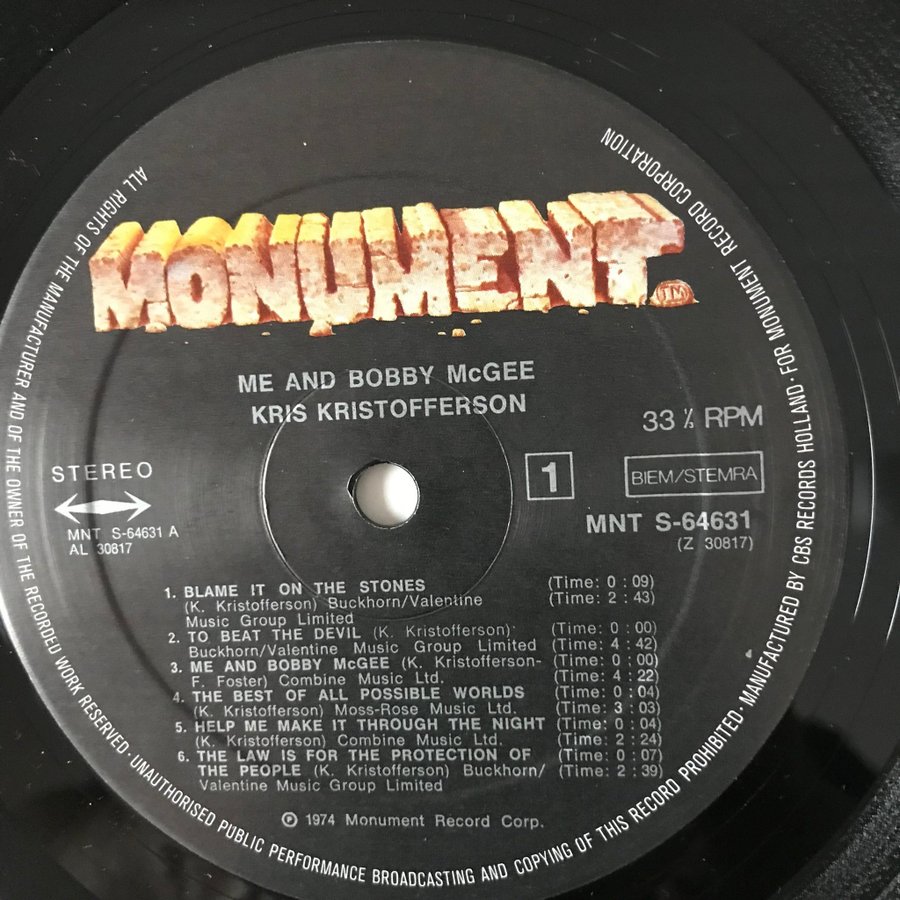 MONUMENT TM
ME AND BOBBY McGEE
KRIS KRISTOFFERSON
33 ⅓ RPM
STEREO
1
BIEM/STEMRA
MNT S-64631 A
AL 30817
MNT S-64631
(Z 30817)
1. BLAME IT ON THE STONES (Time: 0 : 09)
(K. Kristofferson) Buckhorn/Valentine (Time: 2 : 43)
Music Group Limited
2. TO BEAT THE DEVIL (K. Kristofferson) (Time: 0 : 00)
Buckhorn/Valentine Music Group Limited (Time: 4 : 42)
3. ME AND BOBBY McGEE (K. Kristofferson- (Time: 0 : 00)
F. Foster) Combine Music Ltd. (Time: 4 : 22)
4. THE BEST OF ALL POSSIBLE WORLDS (Time: 0 : 04)
(K. Kristofferson) Moss-Rose Music Ltd. (Time: 3 : 03)
5. HELP ME MAKE IT THROUGH THE NIGHT (Time: 0 : 04)
(K. Kristofferson) Combine Music Ltd. (Time: 2 : 24)
6. THE LAW IS FOR THE PROTECTION OF (Time: 0 : 07)
THE PEOPLE (K. Kristofferson) Buckhorn/ (Time: 2 : 39)
Valentine Music Group Limited
℗ 1974 Monument Record Corp.
ALL RIGHTS OF THE MANUFACTURER AND OF THE OWNER OF THE RECORDED WORK RESERVED · UNAUTHORISED PUBLIC PERFORMANCE BROADCASTING AND COPYING OF THIS RECORD PROHIBITED · MANUFACTURED BY CBS RECORDS HOLLAND · FOR MONUMENT RECORD CORPORATION